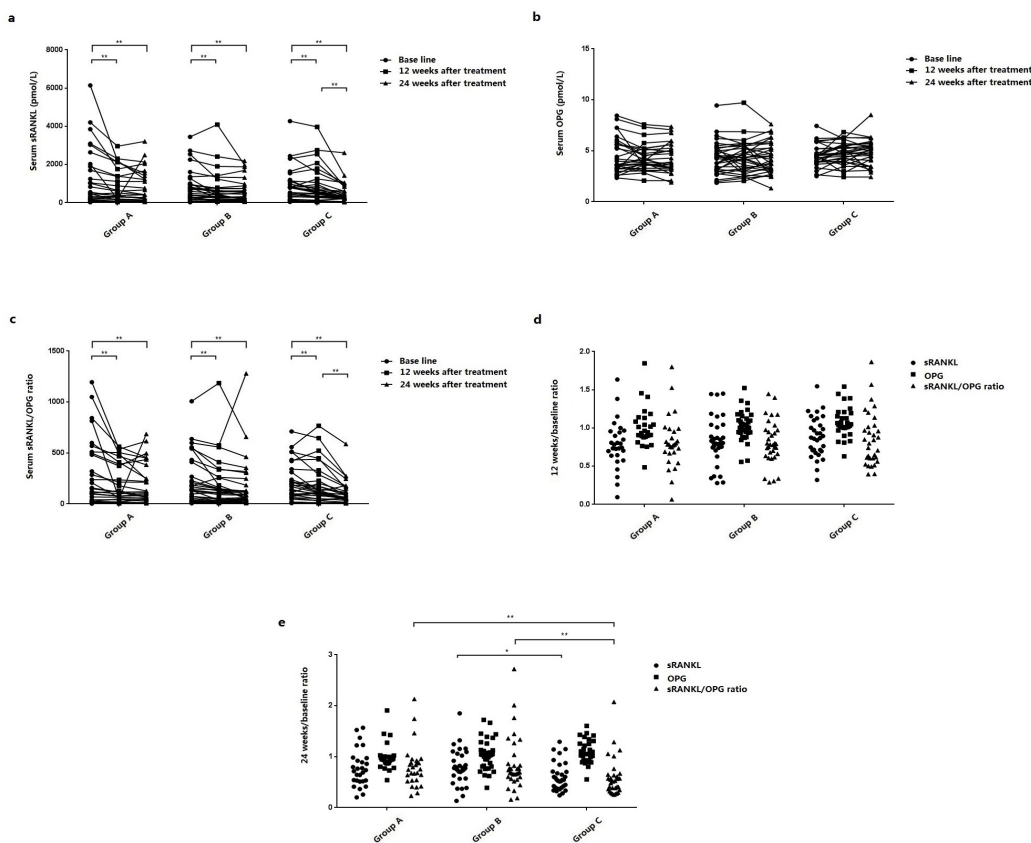 a
Serum sRANKL (pmol/L)
8000
6000
4000
2000
0
** ** **
** ** **
**
Group A
Group B
Group C
Base line
12 weeks after treatment
24 weeks after treatment
b
Serum OPG (pmol/L)
15
10
5
0
Group A
Group B
Group C
Base line
12 weeks after treatment
24 weeks after treatment
c
Serum sRANKL/OPG ratio
1500
1000
500
0
** ** **
** ** **
**
Group A
Group B
Group C
Base line
12 weeks after treatment
24 weeks after treatment
d
12 weeks/baseline ratio
2.0
1.5
1.0
0.5
0.0
Group A
Group B
Group C
sRANKL
OPG
sRANKL/OPG ratio
e
24 weeks/baseline ratio
3
2
1
0
**
**
*
Group A
Group B
Group C
sRANKL
OPG
sRANKL/OPG ratio